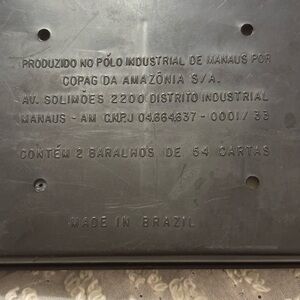 PRODUZIDO NO PÓLO INDUSTRIAL DE MANAUS POR
COPAG DA AMAZÔNIA S/A.
AV. SOLIMÕES 2200 DISTRITO INDUSTRIAL
MANAUS - AM C.N.P.J 04.664.637 - 0001/33
CONTÉM 2 BARALHOS DE 54 CARTAS
MADE IN BRAZIL